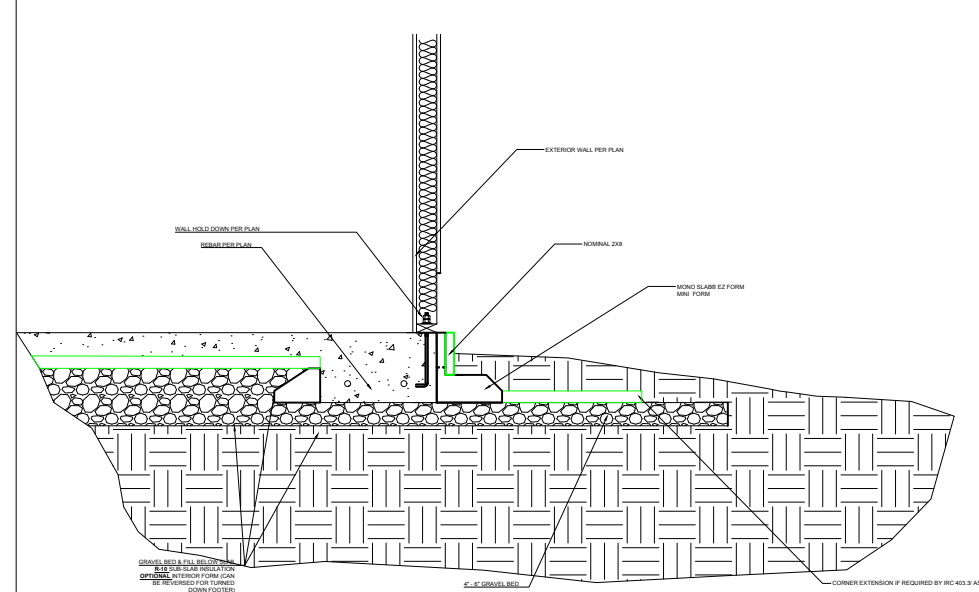 EXTERIOR WALL PER PLAN
WALL HOLD DOWN PER PLAN
REBAR PER PLAN
NOMINAL 2X8
MONO SLABB EZ FORM
MINI FORM
GRAVEL BED & FILL BELOW SLAB
R-10 SUB-SLAB INSULATION
OPTIONAL INTERIOR FORM (CAN
BE REVERSED FOR TURNED
DOWN FOOTER)
4" - 6" GRAVEL BED
CORNER EXTENSION IF REQUIRED BY IRC 403.3/ AS